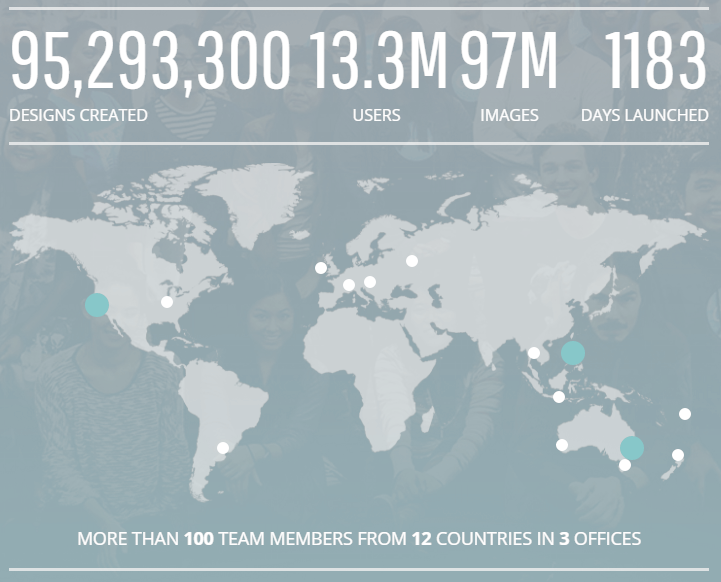 95,293,300 13.3M 97M 1183
DESIGNS CREATED USERS IMAGES DAYS LAUNCHED
MORE THAN 100 TEAM MEMBERS FROM 12 COUNTRIES IN 3 OFFICES